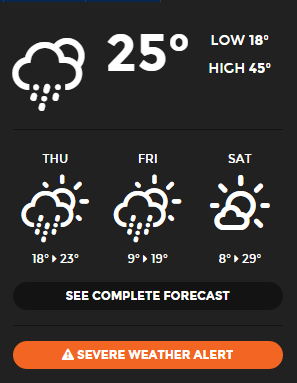 25°
LOW 18°
HIGH 45°
THU FRI SAT
18° 23° 9° 19° 8° 29°
SEE COMPLETE FORECAST
SEVERE WEATHER ALERT